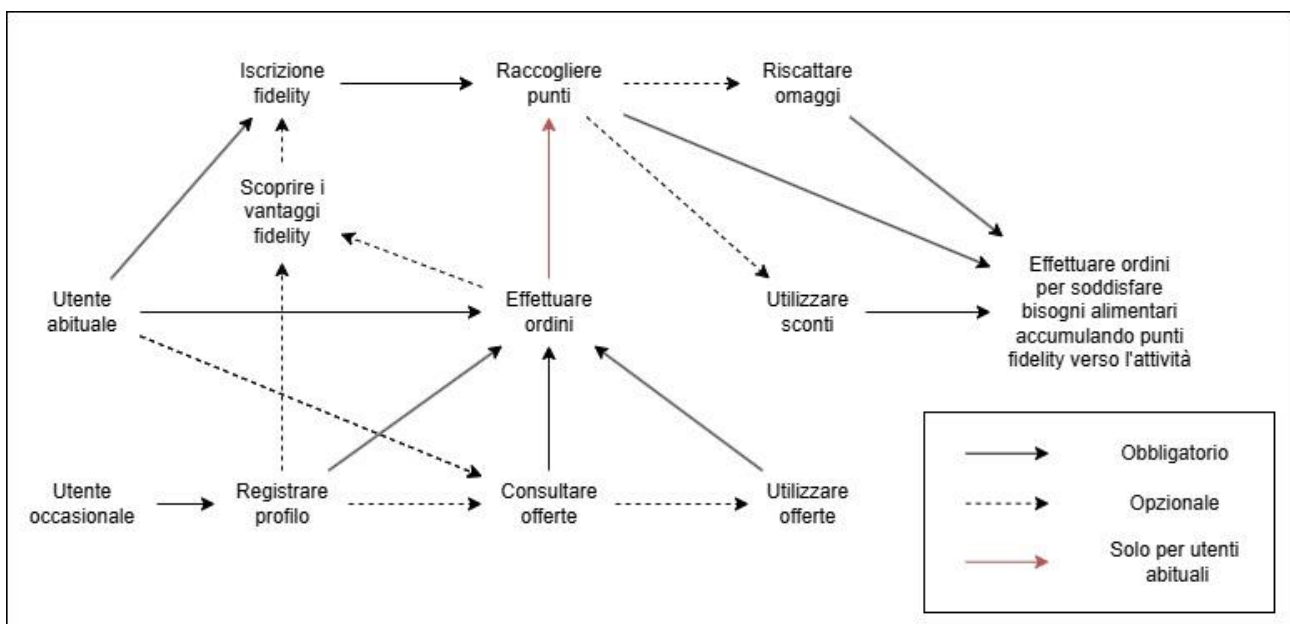 Iscrizione
fidelity
Raccogliere
punti
Riscattare
omaggi
Scoprire i
vantaggi
fidelity
Utente
abituale
Effettuare
ordini
Utilizzare
sconti
Effettuare ordini
per soddisfare
bisogni alimentari
accumulando punti
fidelity verso l'attività
Utente
occasionale
Registrare
profilo
Consultare
offerte
Utilizzare
offerte
Obbligatorio
Opzionale
Solo per utenti
abituali